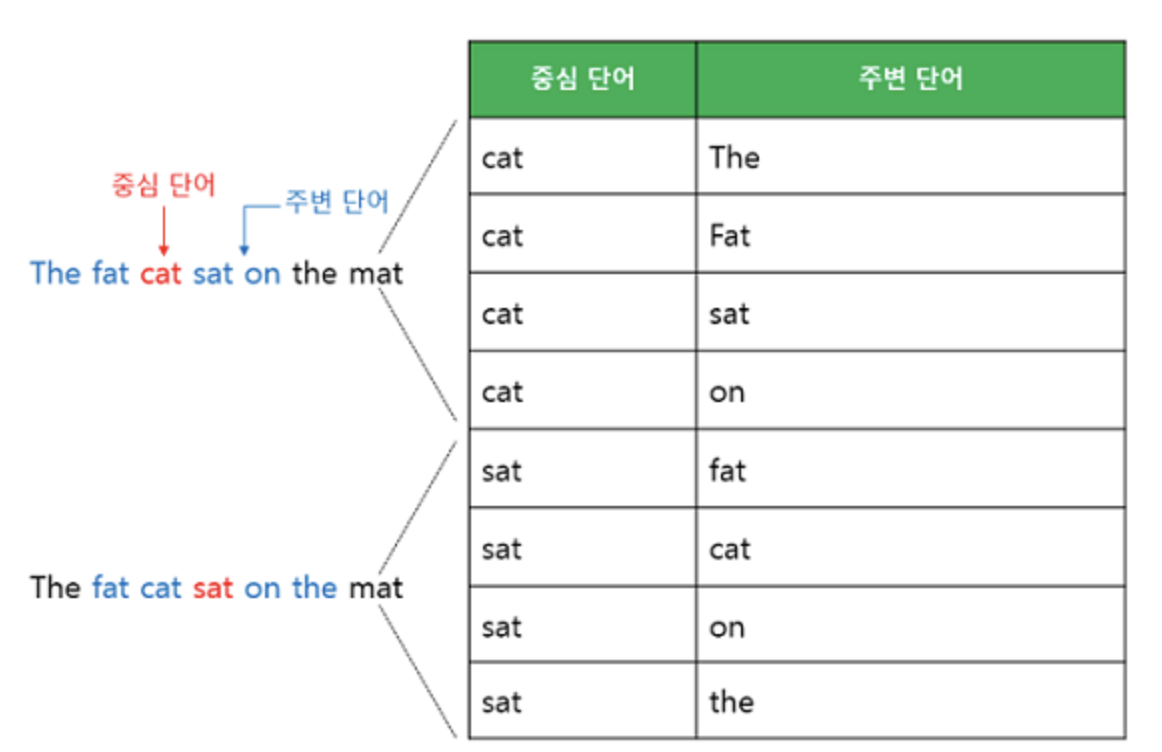 중심 단어 주변 단어
중심 단어
주변 단어
The fat cat sat on the mat
cat The
cat Fat
cat sat
cat on
The fat cat sat on the mat
sat fat
sat cat
sat on
sat the